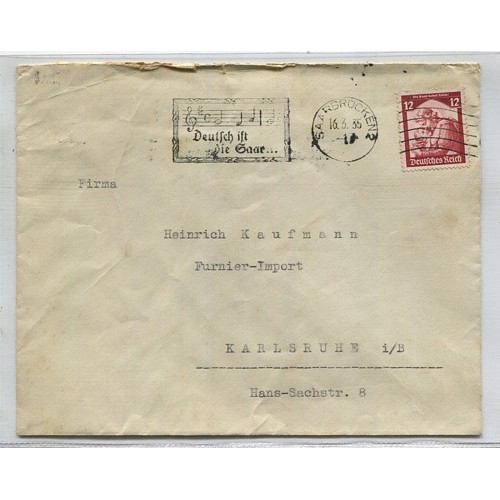 Deutsch ist
die Saar...
SAARBRÜCKEN 2
16.3.35
12 12
Deutsches Reich
Firma
Heinrich Kaufmann
Furnier-Import
KARLSRUHE i/B
Hans-Sachstr. 8